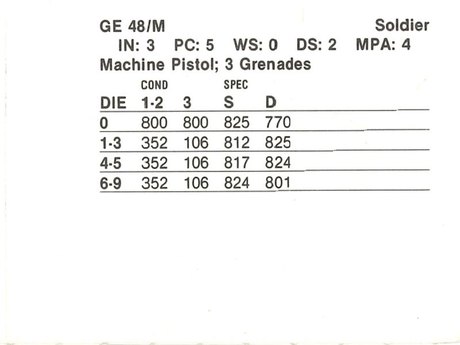 GE 48/M Soldier
IN: 3 PC: 5 WS: 0 DS: 2 MPA: 4
Machine Pistol; 3 Grenades
COND SPEC
DIE 1-2 3 S D
0 800 800 825 770
1-3 352 106 812 825
4-5 352 106 817 824
6-9 352 106 824 801